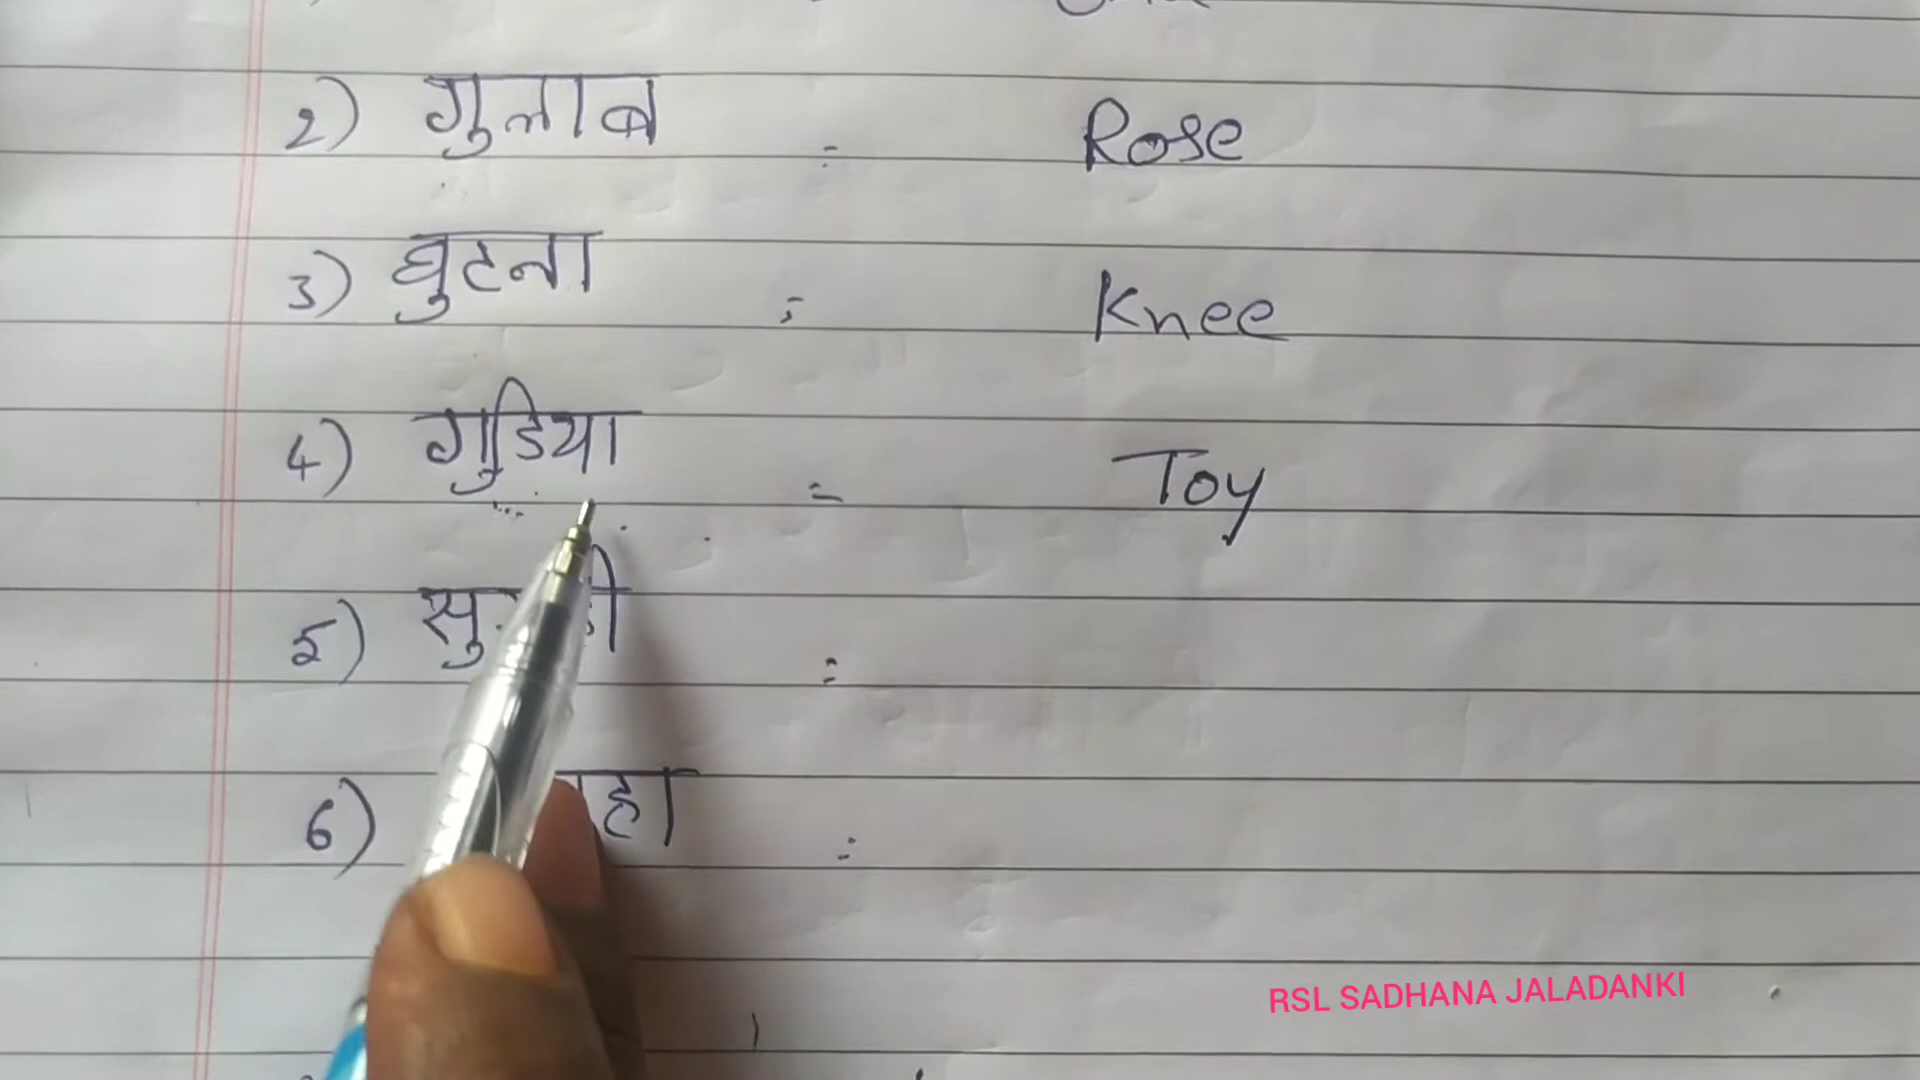 2) गुलाब = Rose
3) घुटना = Knee
4) गुडिया = Toy
5) =
6) =
RSL SADHANA JALADANKI